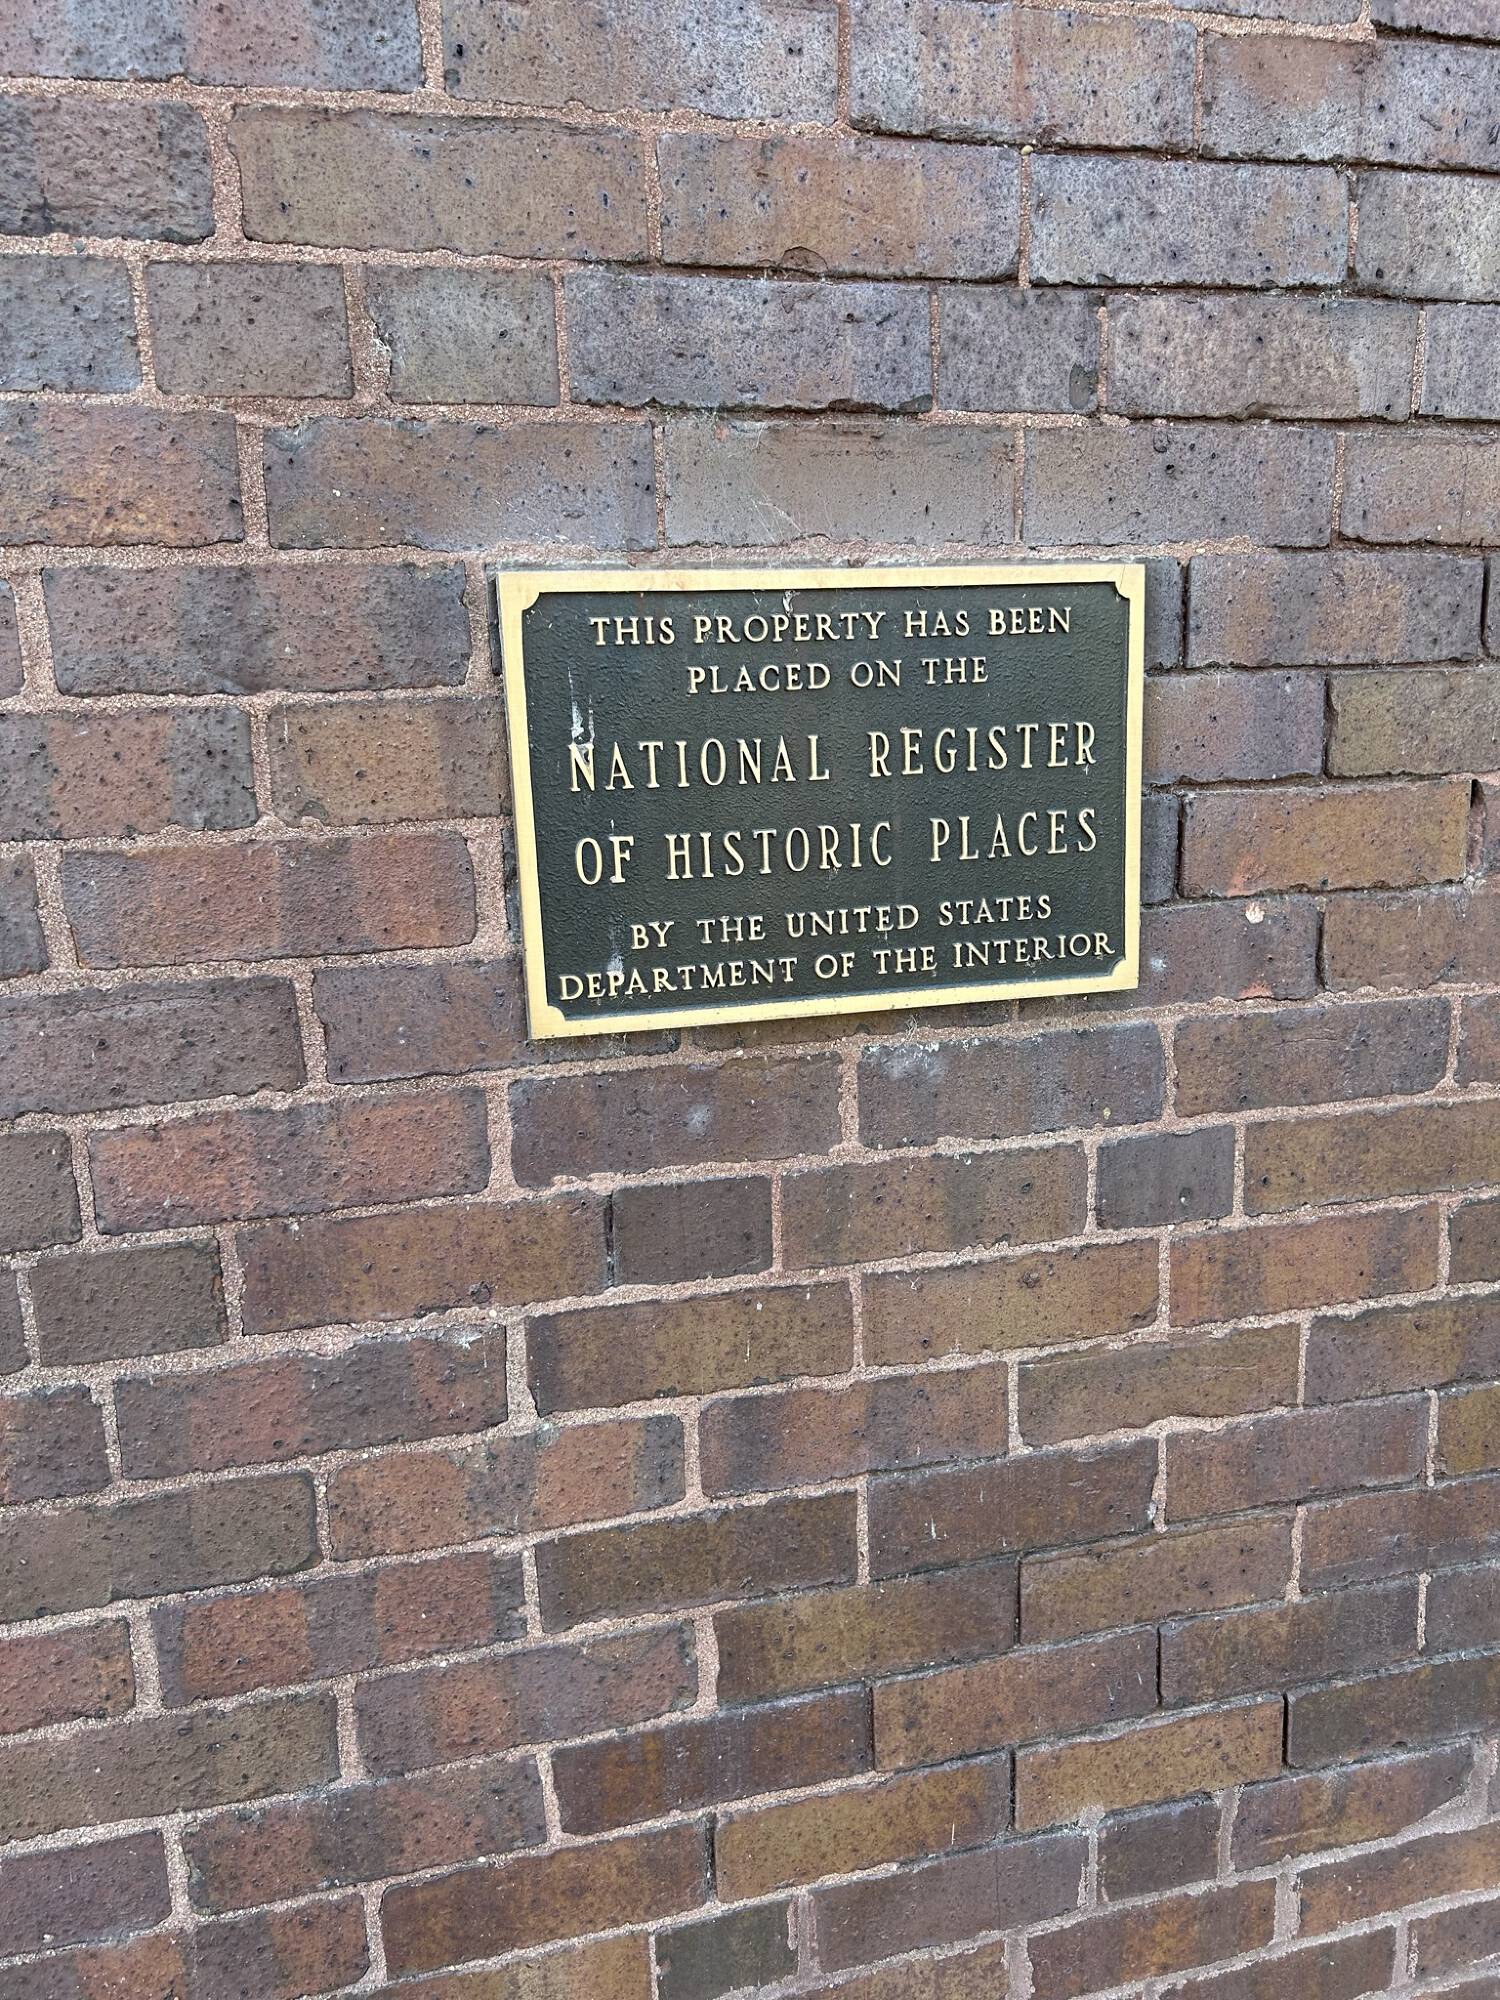 THIS PROPERTY HAS BEEN
PLACED ON THE
NATIONAL REGISTER
OF HISTORIC PLACES
BY THE UNITED STATES
DEPARTMENT OF THE INTERIOR